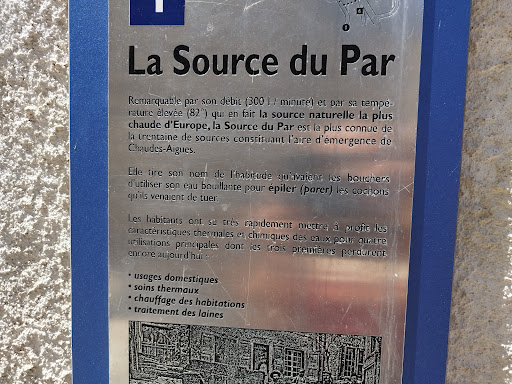 1
3
La Source du Par
Remarquable par son débit (300 l / minute) et par sa tempé-
rature élevée (82°) qui en fait la source naturelle la plus
chaude d'Europe, la Source du Par est la plus connue de
la trentaine de sources constituant l'aire d'émergence de
Chaudes-Aigues.
Elle tire son nom de l'habitude qu'avaient les bouchers
d'utiliser son eau bouillante pour épiler (parer) les cochons
qu'ils venaient de tuer.
Les habitants ont su très rapidement mettre à profit les
caractéristiques thermales et chimiques des eaux pour quatre
utilisations principales dont les trois premières perdurent
encore aujourd'hui :
• usages domestiques
• soins thermaux
• chauffage des habitations
• traitement des laines